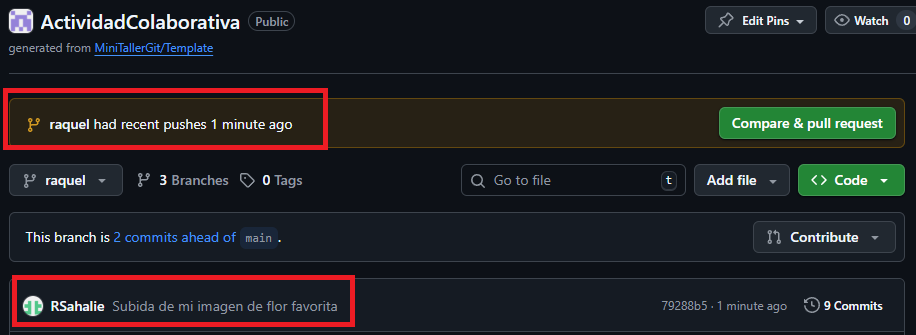 ActividadColaborativa Public Edit Pins Watch 0
generated from MiniTallerGit/Template
raquel had recent pushes 1 minute ago Compare & pull request
raquel 3 Branches 0 Tags Go to file t Add file Code
This branch is 2 commits ahead of main . Contribute
RSahalie Subida de mi imagen de flor favorita 79288b5 · 1 minute ago 9 Commits